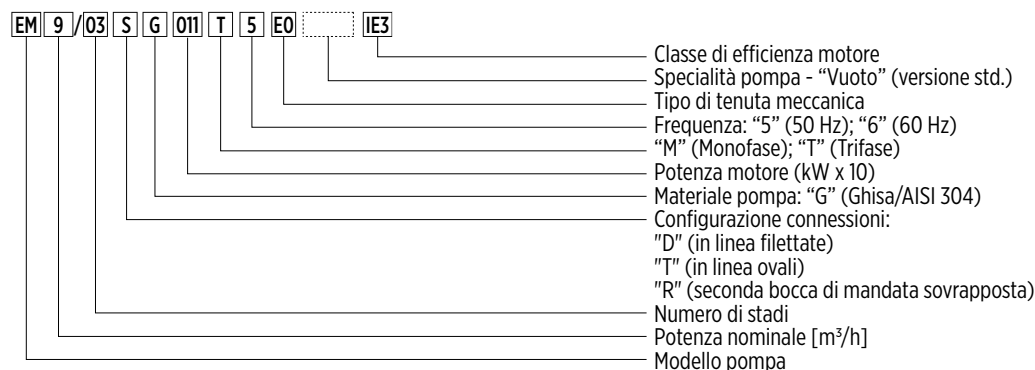 EM 9 /03 S G 011 T 5 E0 IE3
Classe di efficienza motore
Specialità pompa - “Vuoto” (versione std.)
Tipo di tenuta meccanica
Frequenza: “5” (50 Hz); “6” (60 Hz)
“M” (Monofase); “T” (Trifase)
Potenza motore (kW x 10)
Materiale pompa: “G” (Ghisa/AISI 304)
Configurazione connessioni:
"D" (in linea filettate)
"T" (in linea ovali)
"R" (seconda bocca di mandata sovrapposta)
Numero di stadi
Potenza nominale [m³/h]
Modello pompa